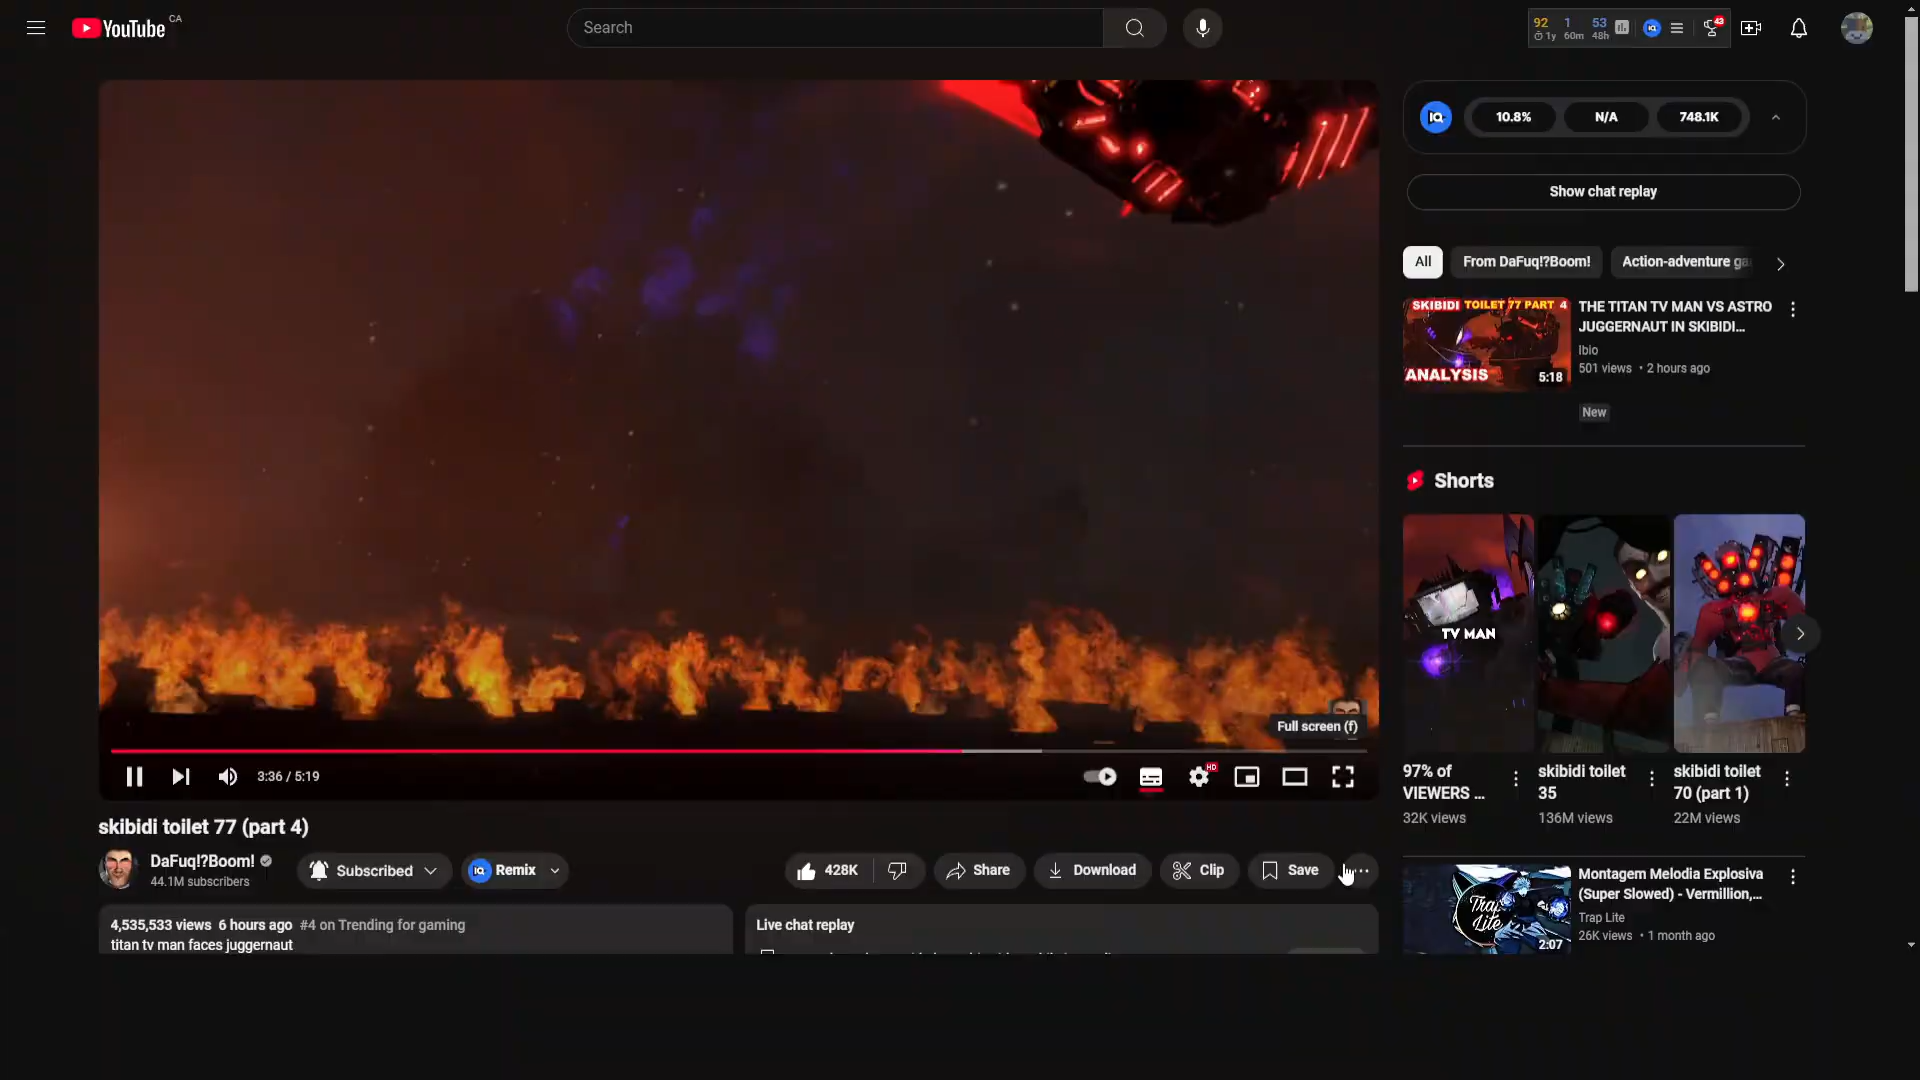 YouTube CA
Search
92 1 53
1y 60m 48h
43
10.8% N/A 748.1K
Show chat replay
All From DaFuq!?Boom! Action-adventure ga
SKIBIDI TOILET 77 PART 4
ANALYSIS
5:18
THE TITAN TV MAN VS ASTRO
JUGGERNAUT IN SKIBIDI...
Ibio
501 views • 2 hours ago
New
Shorts
TV MAN
97% of
VIEWERS ...
32K views
skibidi toilet
35
136M views
skibidi toilet
70 (part 1)
22M views
Trap
Lite
2:07
Montagem Melodia Explosiva
(Super Slowed) - Vermillion,...
Trap Lite
26K views • 1 month ago
Full screen (f)
3:36 / 5:19
HD
skibidi toilet 77 (part 4)
DaFuq!?Boom!
44.1M subscribers
Subscribed
IQ Remix
428K
Share
Download
Clip
Save
4,535,533 views 6 hours ago #4 on Trending for gaming
titan tv man faces juggernaut
Live chat replay